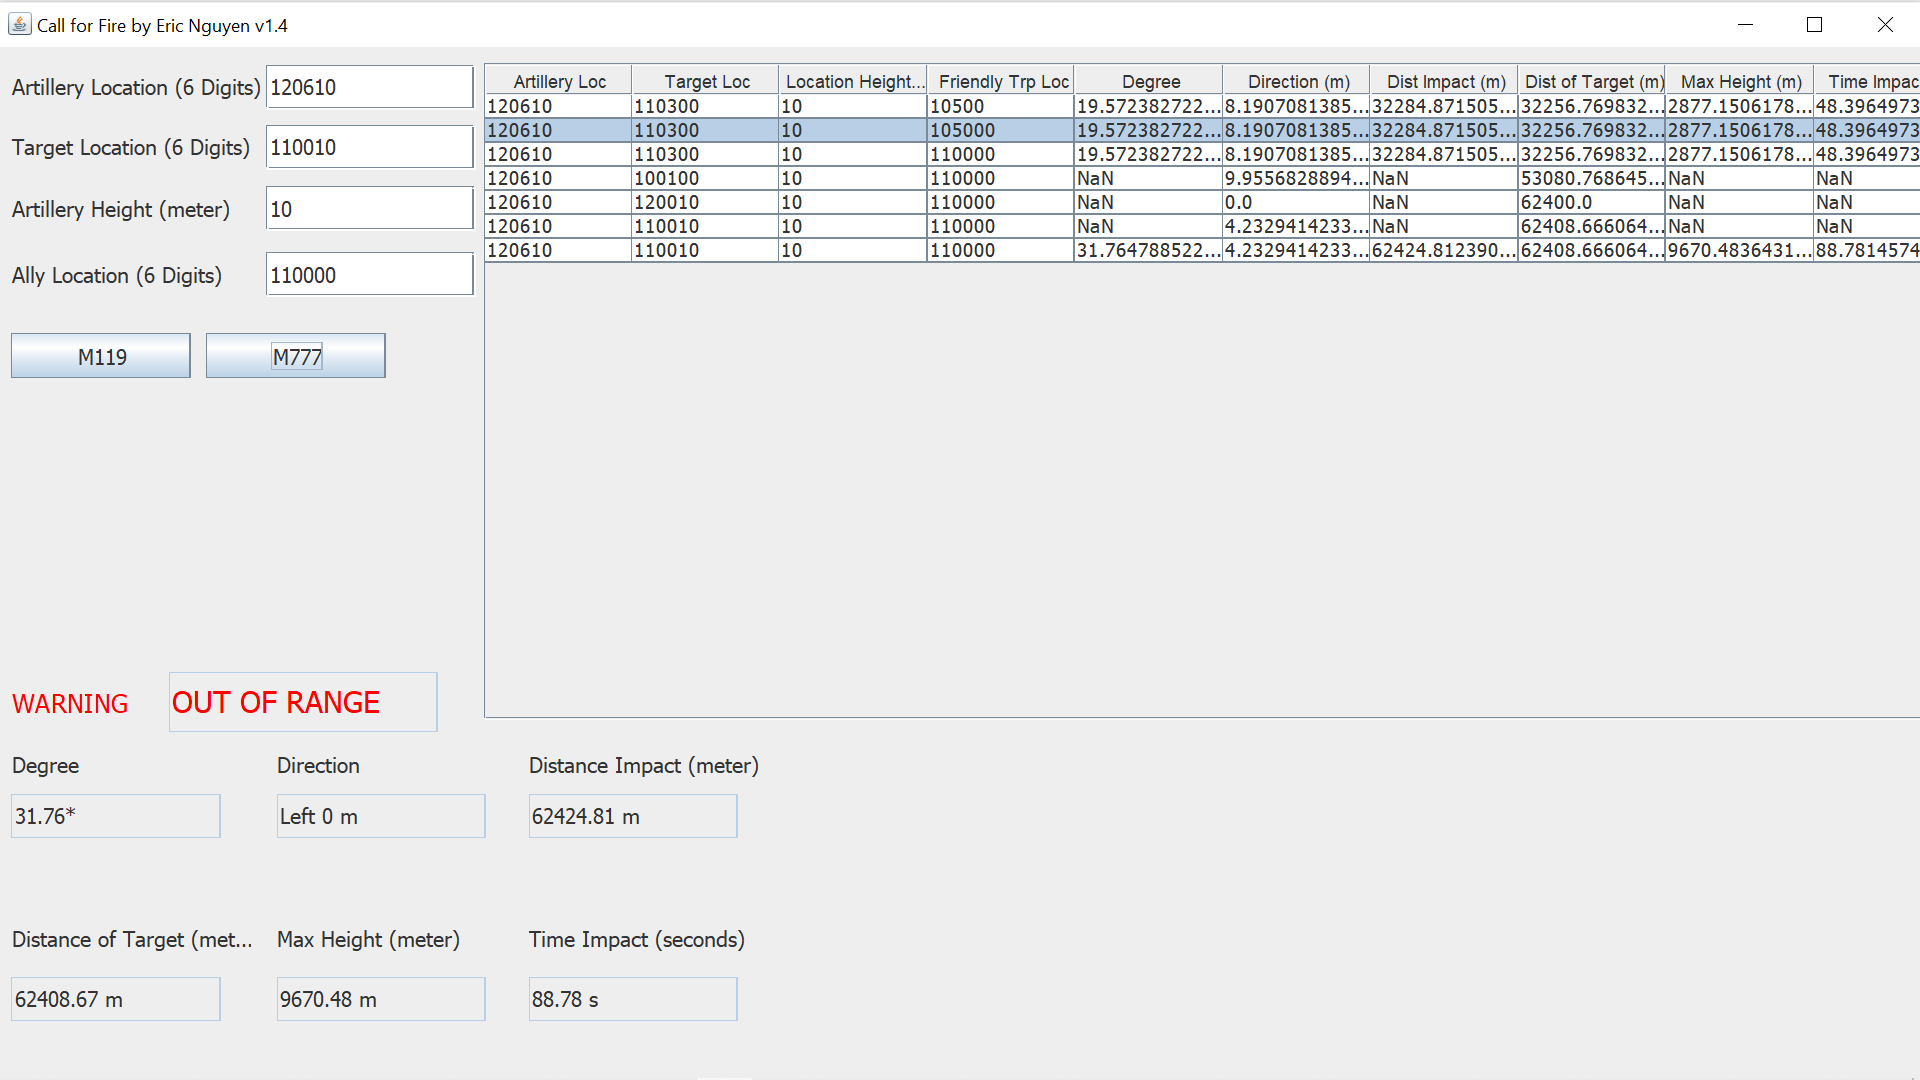 Call for Fire by Eric Nguyen v1.4
Artillery Location (6 Digits) 120610
Target Location (6 Digits) 110010
Artillery Height (meter) 10
Ally Location (6 Digits) 110000
M119 M777
Artillery Loc Target Loc Location Height... Friendly Trp Loc Degree Direction (m) Dist Impact (m) Dist of Target (m) Max Height (m) Time Impac
120610 110300 10 10500 19.572382722... 8.1907081385... 32284.871505... 32256.769832... 2877.1506178... 48.3964973
120610 110300 10 105000 19.572382722... 8.1907081385... 32284.871505... 32256.769832... 2877.1506178... 48.3964973
120610 110300 10 110000 19.572382722... 8.1907081385... 32284.871505... 32256.769832... 2877.1506178... 48.3964973
120610 100100 10 110000 NaN 9.9556828894... NaN 53080.768645... NaN NaN
120610 120010 10 110000 NaN 0.0 NaN 62400.0 NaN NaN
120610 110010 10 110000 NaN 4.2329414233... NaN 62408.666064... NaN NaN
120610 110010 10 110000 31.764788522... 4.2329414233... 62424.812390... 62408.666064... 9670.4836431... 88.7814574
WARNING OUT OF RANGE
Degree Direction Distance Impact (meter)
31.76* Left 0 m 62424.81 m
Distance of Target (met... Max Height (meter) Time Impact (seconds)
62408.67 m 9670.48 m 88.78 s